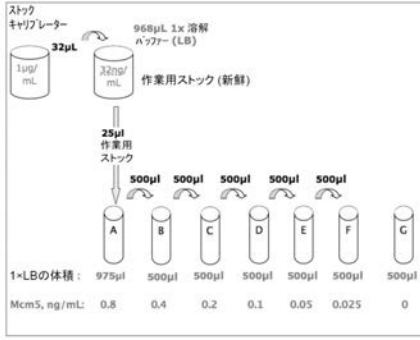 ストック
キャリブレーター
32µL
968µL 1x 溶解
バッファー (LB)
1µg/
mL
32ng/
mL
作業用ストック (新鮮)
25µl
作業用
ストック
500µl 500µl 500µl 500µl 500µl
A B C D E F G
1×LBの体積 : 975µl 500µl 500µl 500µl 500µl 500µl 500µl
Mcm5, ng/mL: 0.8 0.4 0.2 0.1 0.05 0.025 0